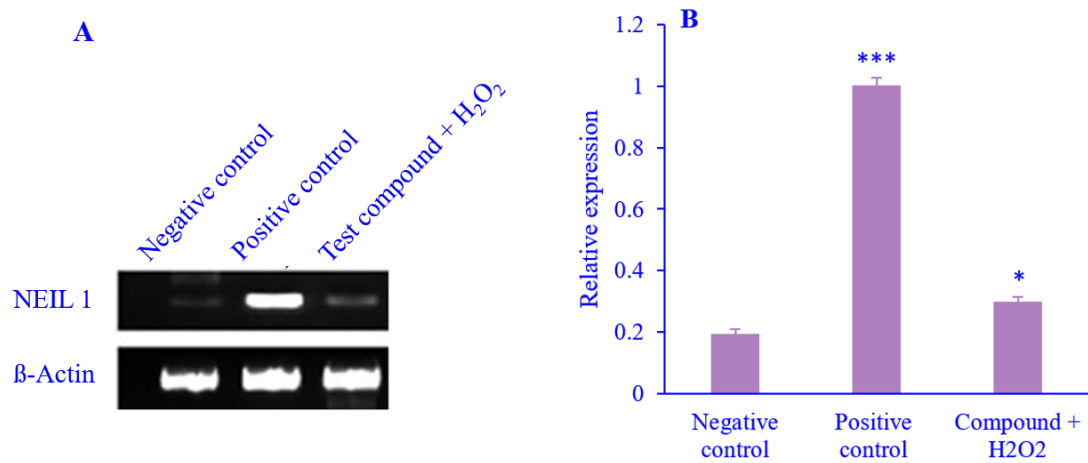 A
Negative control
Positive control
Test compound + H₂O₂
NEIL 1
ß-Actin
B
Relative expression
1.2
1
0.8
0.6
0.4
0.2
0
***
*
Negative
control
Positive
control
Compound +
H2O2